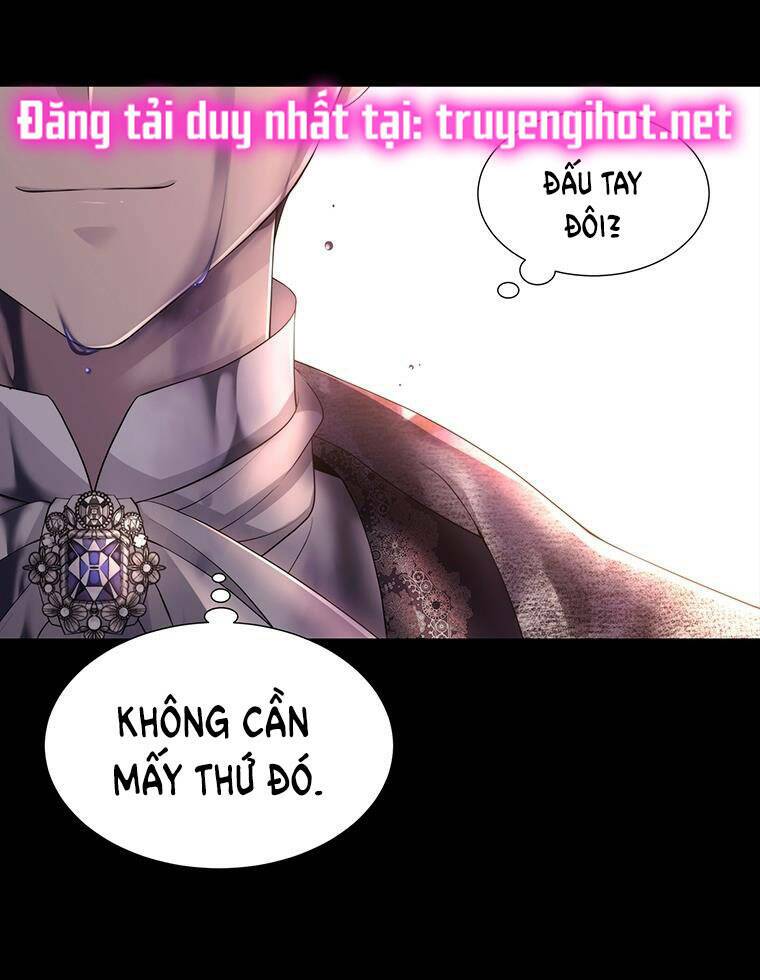 Đăng tải duy nhất tại: truyengihot.net
ĐẤU TAY
ĐÔI?
KHÔNG CẦN
MẤY THỨ ĐÓ.